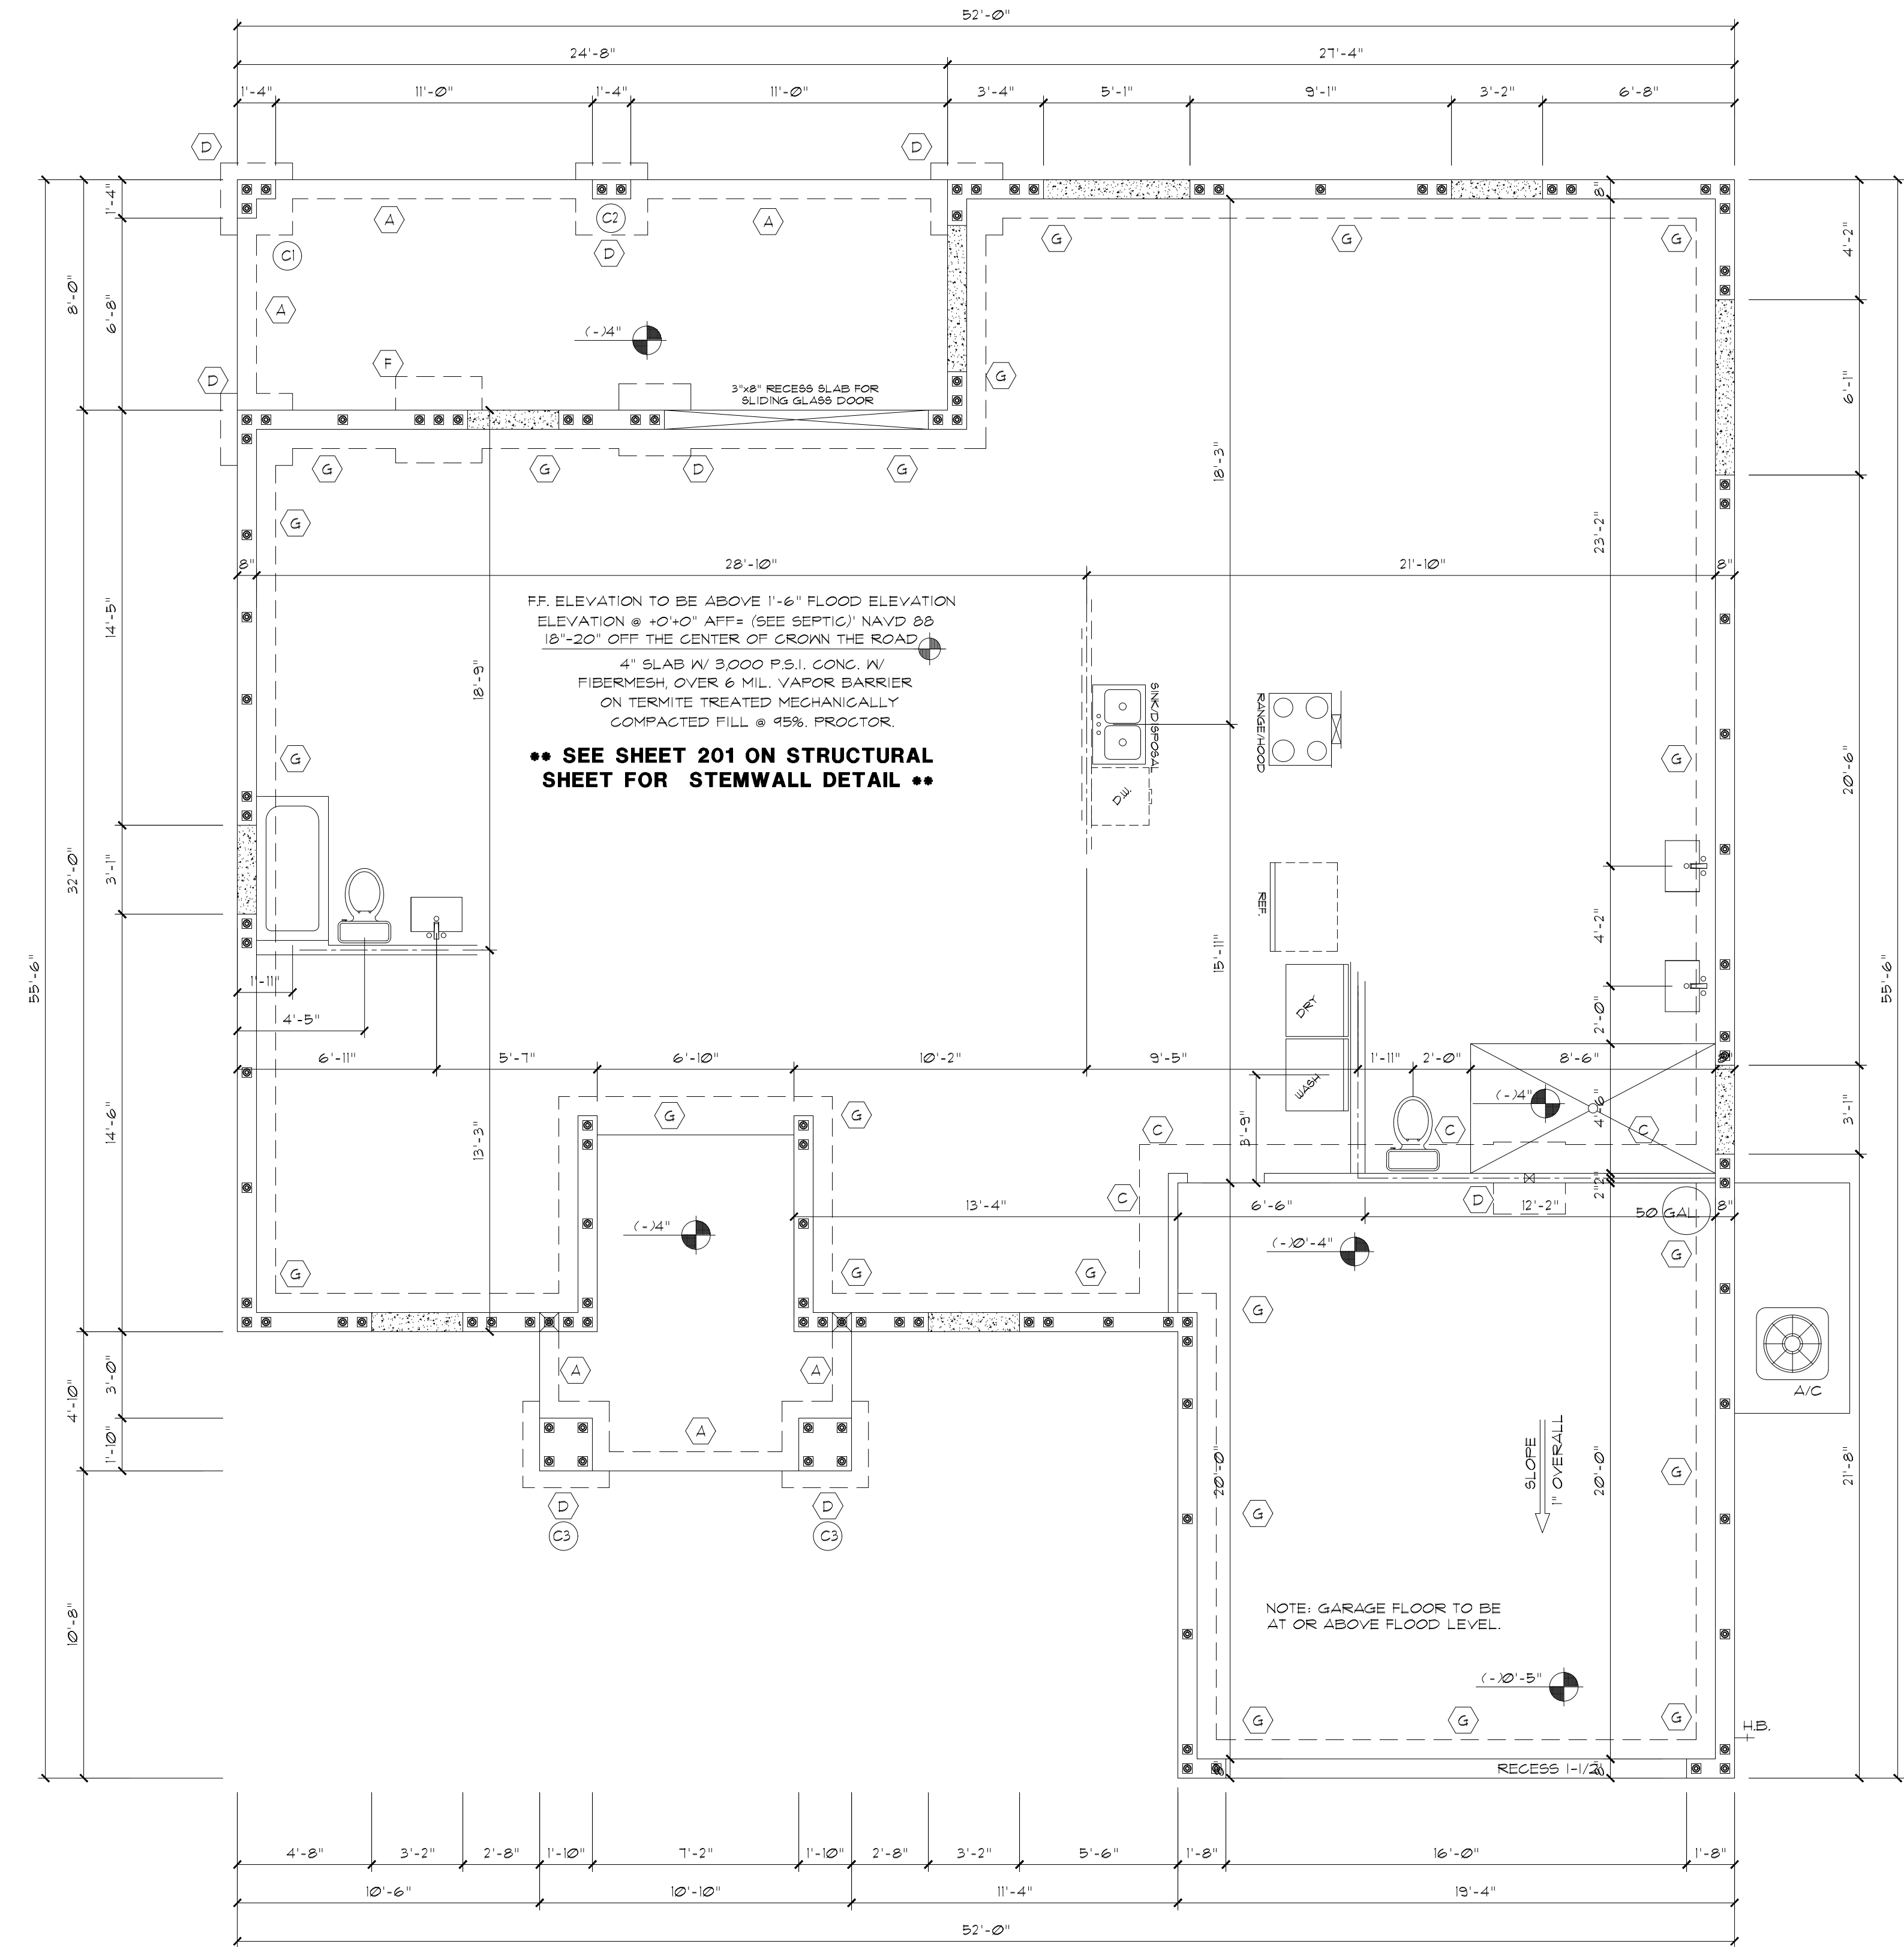 52'-0"
24'-8" 27'-4"
1'-4" 11'-0" 1'-4" 11'-0" 3'-4" 5'-1" 9'-1" 3'-2" 6'-8"
D D
1'-4" 8"
A C2 A
G G G
4'-2"
C1 D
8'-0" 6'-8" A
(-)4"
F G
D
3"x8" RECESS SLAB FOR
SLIDING GLASS DOOR
6'-1"
G G D G
18'-3"
G
23'-2"
8" 28'-10" 21'-10" 8"
F.F. ELEVATION TO BE ABOVE 1'-6" FLOOD ELEVATION
ELEVATION @ +0'+0" AFF= (SEE SEPTIC)' NAVD 88
18"-20" OFF THE CENTER OF CROWN THE ROAD
4" SLAB W/ 3,000 P.S.I. CONC. W/
FIBERMESH, OVER 6 MIL. VAPOR BARRIER
ON TERMITE TREATED MECHANICALLY
COMPACTED FILL @ 95%. PROCTOR.
** SEE SHEET 201 ON STRUCTURAL
SHEET FOR STEMWALL DETAIL **
14'-5"
18'-9"
SINK/DISPOSAL
RANGE/HOOD
D.W.
G G
20'-6"
32'-0" 3'-1"
REF.
4'-2"
55'-6"
15'-11"
55'-6"
1'-11"
4'-5"
DRY
2'-0"
6'-11" 5'-7" 6'-10" 10'-2" 9'-5" 1'-11" 2'-0" 8'-6" 8"
WASH
(-)4"
4'-6"
14'-6"
13'-3"
G G C C C
3'-9"
3'-1"
C
2" 2"
D
13'-4" 6'-6" 12'-2" 8"
50 GAL.
(-)4"
(-)0'-4"
G
G G G
G
A/C
4'-10" 3'-0"
A A
A
1'-10"
20'-0" 20'-0"
SLOPE
1" OVERALL
G
21'-8"
D D
C3 C3
G
10'-8"
NOTE: GARAGE FLOOR TO BE
AT OR ABOVE FLOOD LEVEL.
(-)0'-5"
G G G
H.B.
8" RECESS 1-1/2" 8"
4'-8" 3'-2" 2'-8" 1'-10" 7'-2" 1'-10" 2'-8" 3'-2" 5'-6" 1'-8" 16'-0" 1'-8"
10'-6" 10'-10" 11'-4" 19'-4"
52'-0"